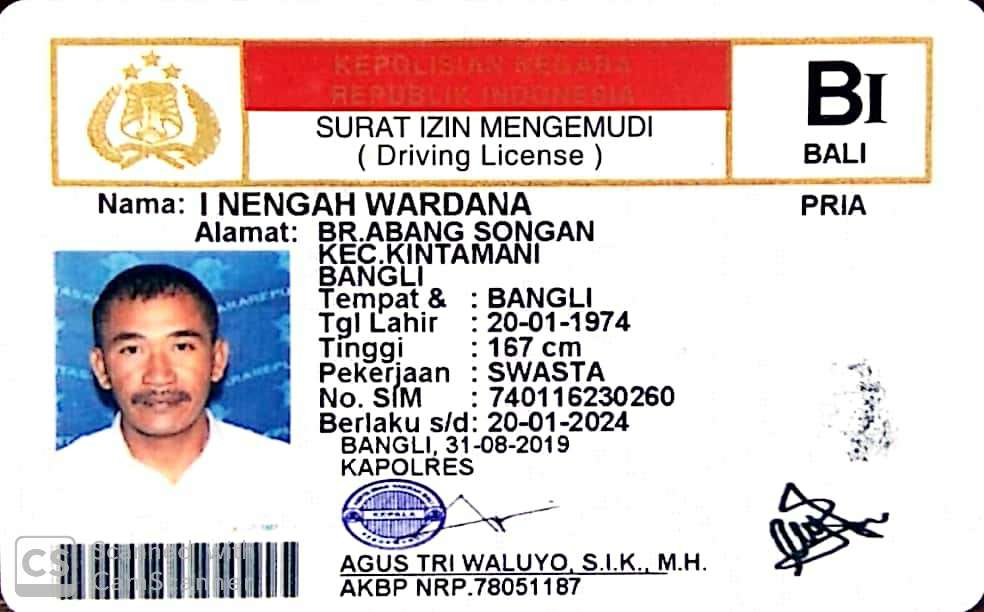 KEPOLISIAN NEGARA
REPUBLIK INDONESIA
SURAT IZIN MENGEMUDI
( Driving License )
BI
BALI
Nama: I NENGAH WARDANA
PRIA
Alamat: BR.ABANG SONGAN
KEC.KINTAMANI
BANGLI
Tempat & : BANGLI
Tgl Lahir : 20-01-1974
Tinggi : 167 cm
Pekerjaan : SWASTA
No. SIM : 740116230260
Berlaku s/d: 20-01-2024
BANGLI, 31-08-2019
KAPOLRES
KEPALA
AGUS TRI WALUYO, S.I.K., M.H.
AKBP NRP.78051187
CS Scanned with
CamScanner